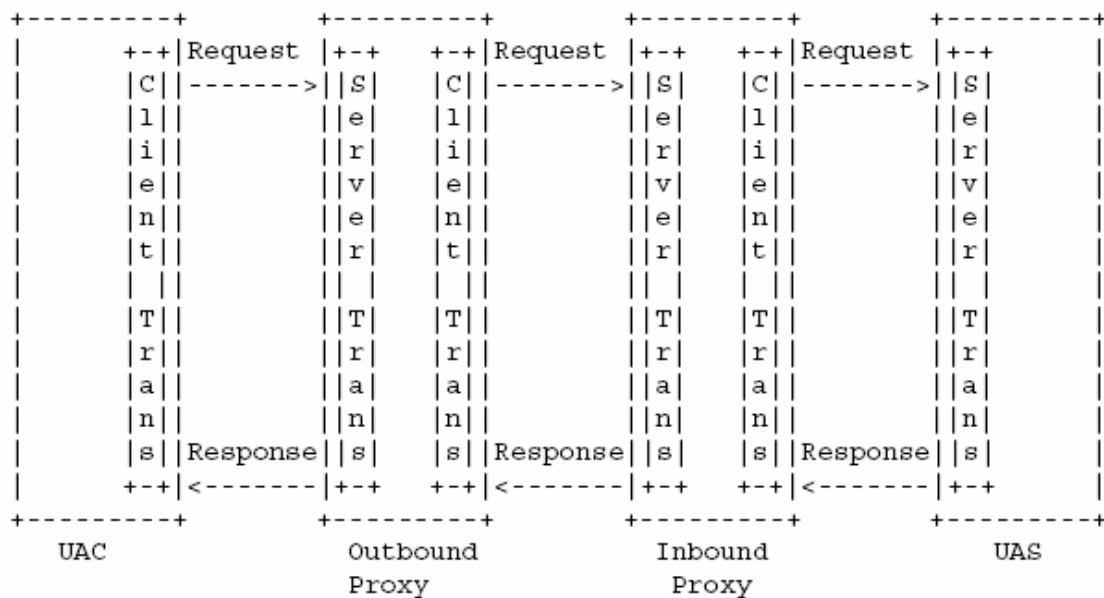 +---------+             +---------+          +---------+          +---------+
|       +-+|Request     |+-+    +-+|Request  |+-+    +-+|Request  |+-+       |
|       |C||------->||S|    |C||------->||S|    |C||------->||S|       |
|       |l||        ||e|    |l||        ||e|    |l||        ||e|       |
|       |i||        ||r|    |i||        ||r|    |i||        ||r|       |
|       |e||        ||v|    |e||        ||v|    |e||        ||v|       |
|       |n||        ||e|    |n||        ||e|    |n||        ||e|       |
|       |t||        ||r|    |t||        ||r|    |t||        ||r|       |
|       | ||        || |    | ||        || |    | ||        || |       |
|       |T||        ||T|    |T||        ||T|    |T||        ||T|       |
|       |r||        ||r|    |r||        ||r|    |r||        ||r|       |
|       |a||        ||a|    |a||        ||a|    |a||        ||a|       |
|       |n||        ||n|    |n||        ||n|    |n||        ||n|       |
|       |s||Response||s|    |s||Response||s|    |s||Response||s|       |
|       +-+|<-------|+-+    +-+|<-------|+-+    +-+|<-------|+-+       |
+---------+        +---------+        +---------+        +---------+
UAC Outbound Inbound UAS
Proxy Proxy